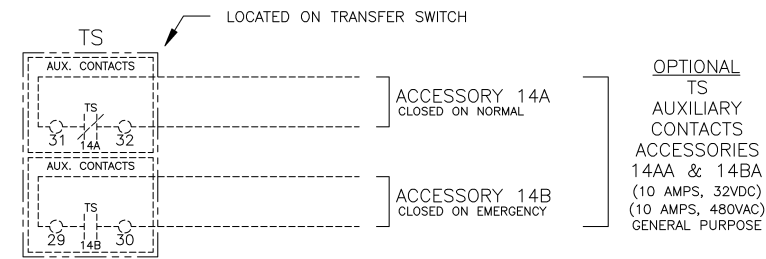 LOCATED ON TRANSFER SWITCH
TS
AUX. CONTACTS
TS
31
32
14A
AUX. CONTACTS
TS
29
30
14B
ACCESSORY 14A
CLOSED ON NORMAL
ACCESSORY 14B
CLOSED ON EMERGENCY
OPTIONAL
TS
AUXILIARY
CONTACTS
ACCESSORIES
14AA & 14BA
(10 AMPS, 32VDC)
(10 AMPS, 480VAC)
GENERAL PURPOSE